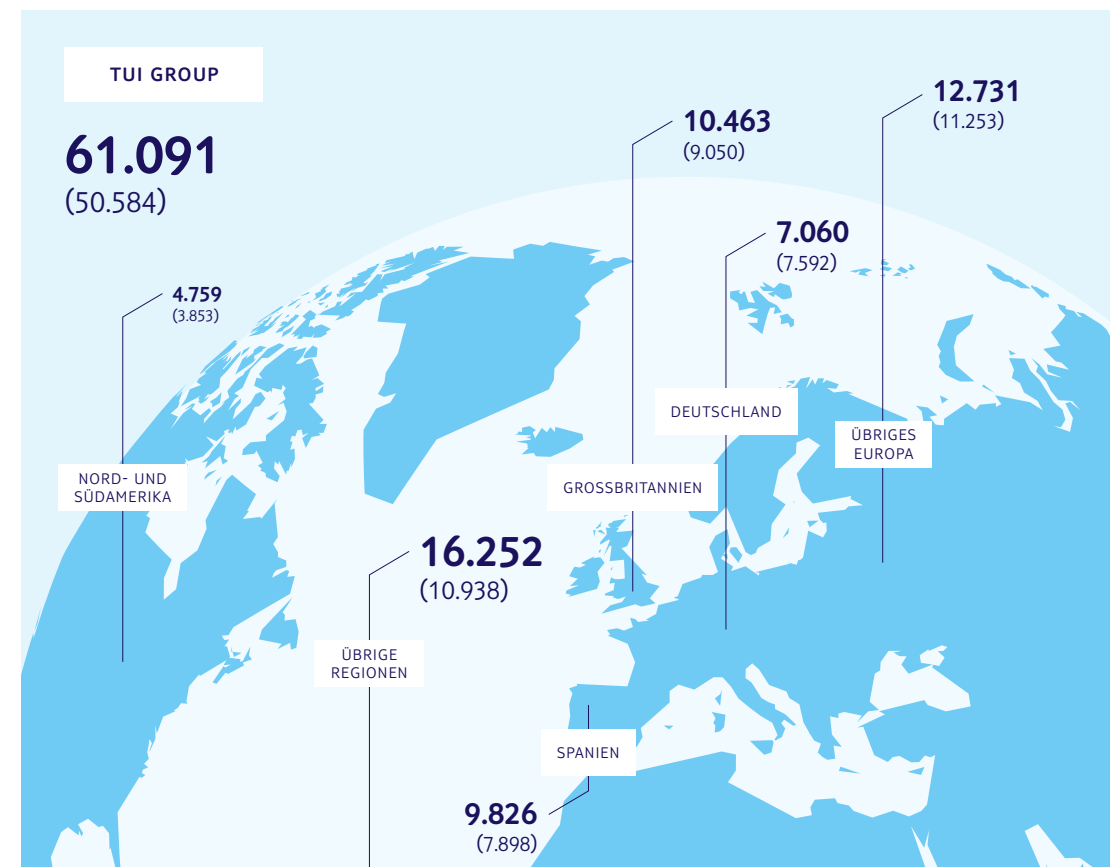 TUI GROUP
61.091
(50.584)
12.731
(11.253)
10.463
(9.050)
7.060
(7.592)
4.759
(3.853)
DEUTSCHLAND
ÜBRIGES
EUROPA
NORD- UND
SÜDAMERIKA
GROSSBRITANNIEN
16.252
(10.938)
ÜBRIGE
REGIONEN
SPANIEN
9.826
(7.898)